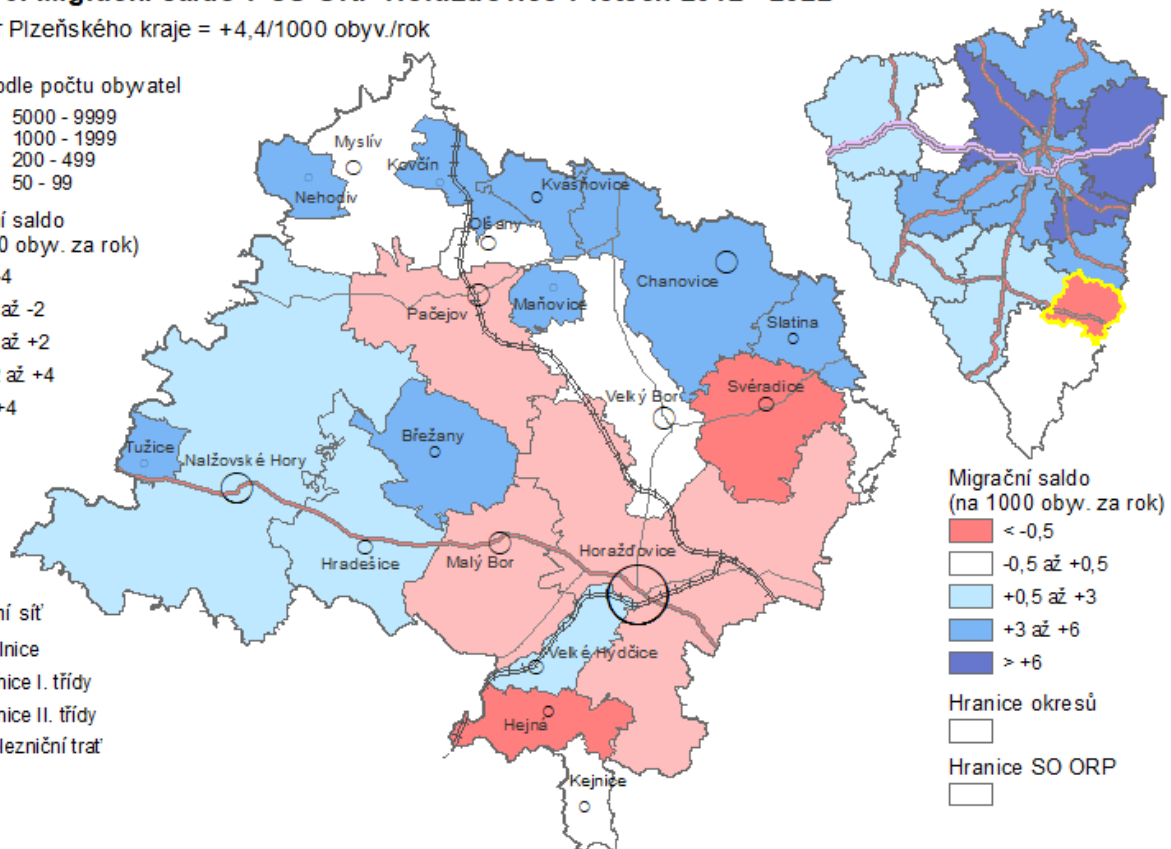 r Plzeňského kraje = +4,4/1000 obyv./rok
odle počtu obyvatel
5000 - 9999
1000 - 1999
200 - 499
50 - 99
ní saldo
0 obyv. za rok)
-4
až -2
až +2
až +4
+4
ní síť
lnice
nice I. třídy
nice II. třídy
lezniční trať
Myslív
Kovčín
Nehodiv
Kvasňovice
Olšany
Chanovice
Maňovice
Pačejov
Slatina
Svéradice
Velký Bor
Břežany
Tužice
Nalžovské Hory
Hradešice
Malý Bor
Horažďovice
Velké Hydčice
Hejná
Kejnice
Migrační saldo
(na 1000 obyv. za rok)
< -0,5
-0,5 až +0,5
+0,5 až +3
+3 až +6
> +6
Hranice okresů
Hranice SO ORP